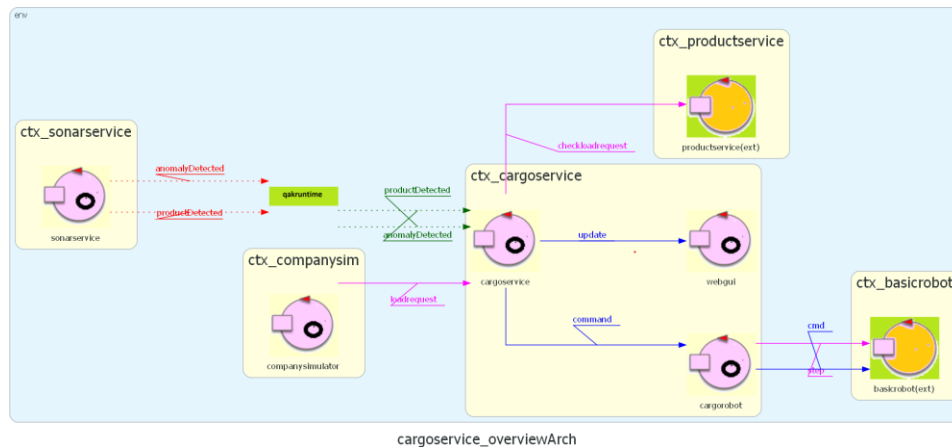 env
ctx_productservice
productservice(ext)
checkloadrequest
ctx_sonarservice
anomalyDetected
qakruntime
productDetected
sonarservice
ctx_cargoservice
productDetected
anomalyDetected
cargoservice
update
webgui
ctx_companysim
loadrequest
companysimulator
command
cargorobot
ctx_basicrobot
cmd
step
basicrobot(ext)
cargoservice_overviewArch